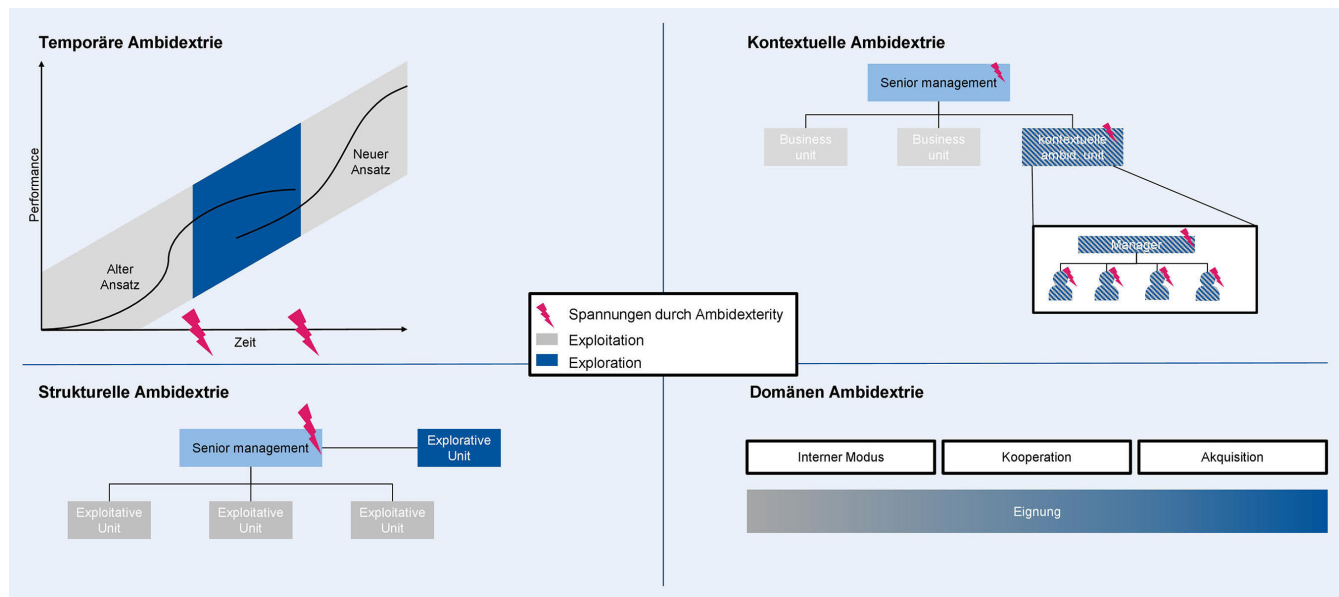 Temporäre Ambidextrie
Performance
Alter
Ansatz
Neuer
Ansatz
Zeit
Kontextuelle Ambidextrie
Senior management
Business
unit
Business
unit
kontextuelle
ambid. unit
Manager
Spannungen durch Ambidexterity
Exploitation
Exploration
Strukturelle Ambidextrie
Senior management
Explorative
Unit
Exploitative
Unit
Exploitative
Unit
Exploitative
Unit
Domänen Ambidextrie
Interner Modus
Kooperation
Akquisition
Eignung